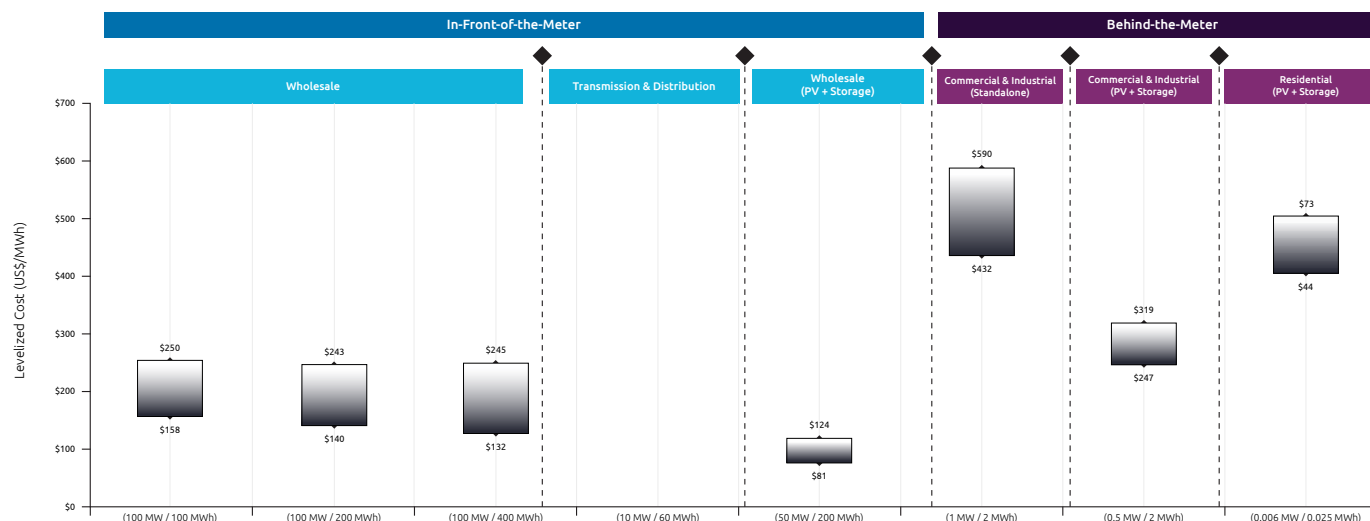 In-Front-of-the-Meter
Behind-the-Meter
Wholesale
Transmission & Distribution
Wholesale
(PV + Storage)
Commercial & Industrial
(Standalone)
Commercial & Industrial
(PV + Storage)
Residential
(PV + Storage)
Levelized Cost (US$/MWh)
$700
$600
$500
$400
$300
$200
$100
$0
$250
$158
$243
$140
$245
$132
$124
$81
$590
$432
$319
$247
$73
$44
(100 MW / 100 MWh)
(100 MW / 200 MWh)
(100 MW / 400 MWh)
(10 MW / 60 MWh)
(50 MW / 200 MWh)
(1 MW / 2 MWh)
(0.5 MW / 2 MWh)
(0.006 MW / 0.025 MWh)